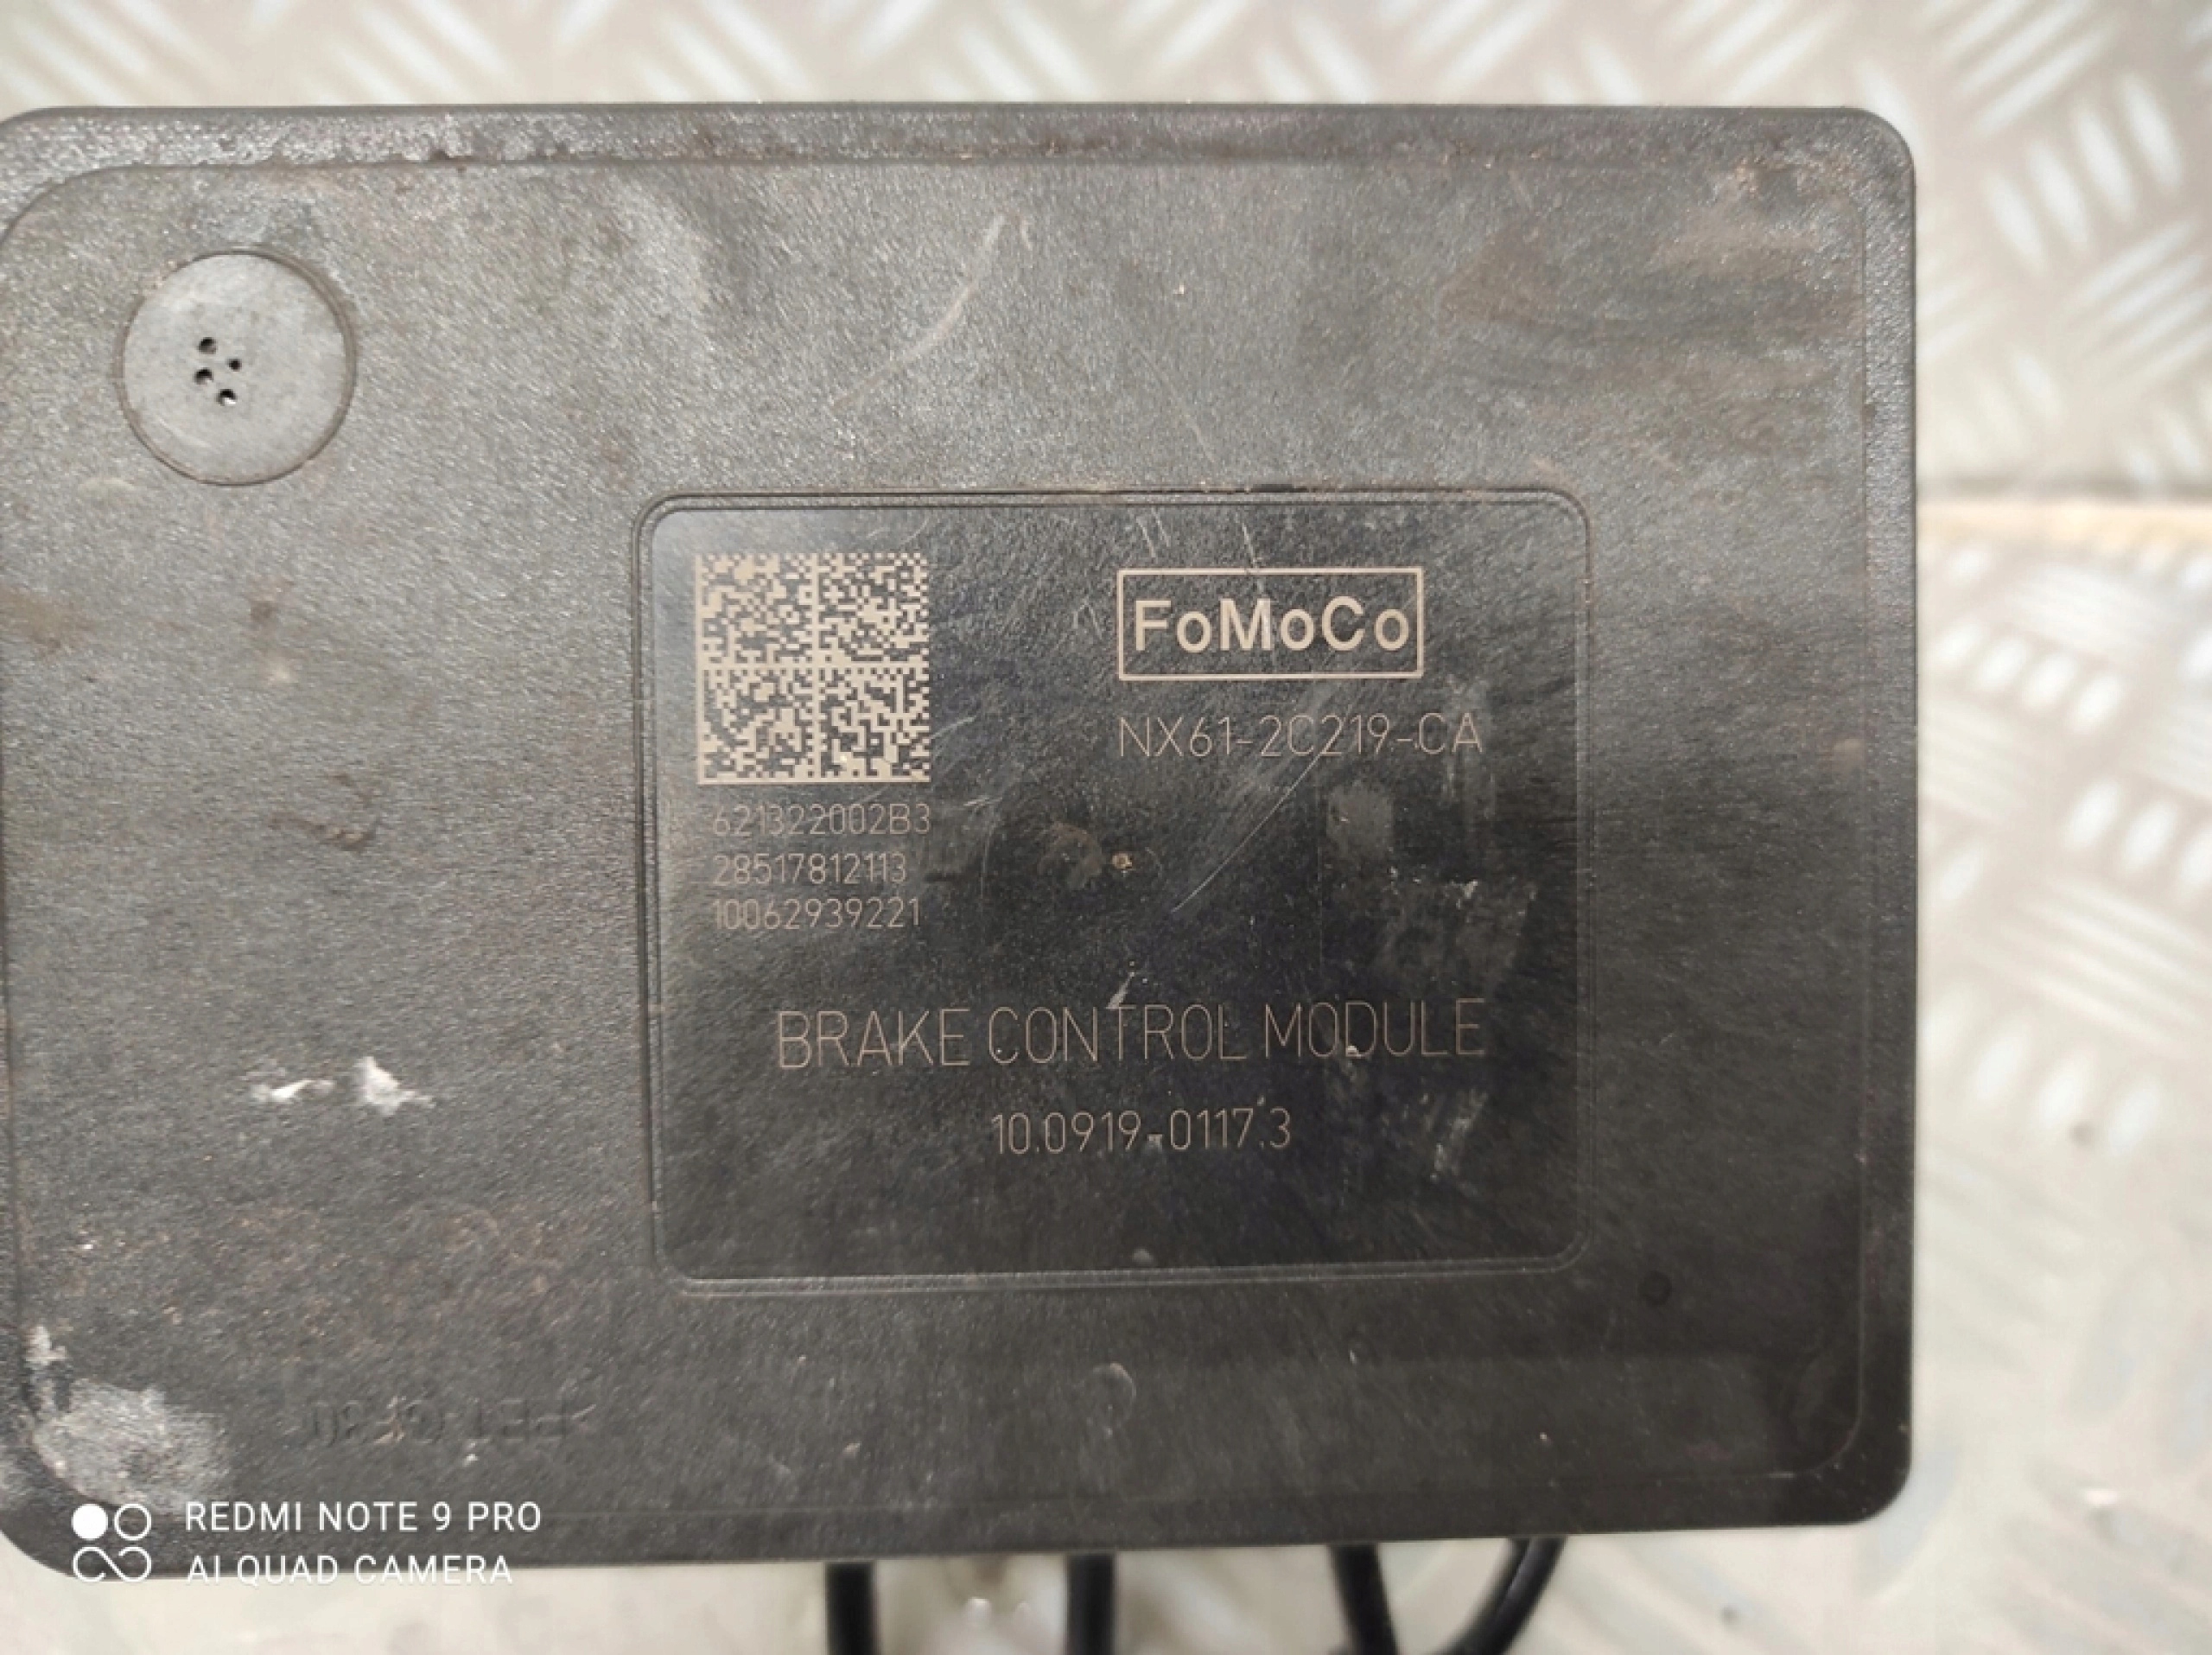 FoMoCo
NX61-2C219-CA
621322002B3
28517812113
10062939221
BRAKE CONTROL MODULE
10.0919-0117.3
REDMI NOTE 9 PRO
AI QUAD CAMERA